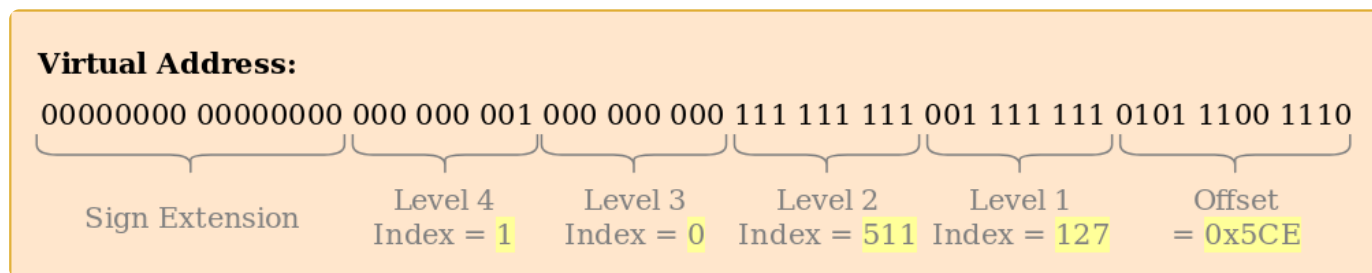 Virtual Address:
00000000 00000000 000 000 001 000 000 000 111 111 111 001 111 111 0101 1100 1110
Sign Extension
Level 4
Index = 1
Level 3
Index = 0
Level 2
Index = 511
Level 1
Index = 127
Offset
= 0x5CE